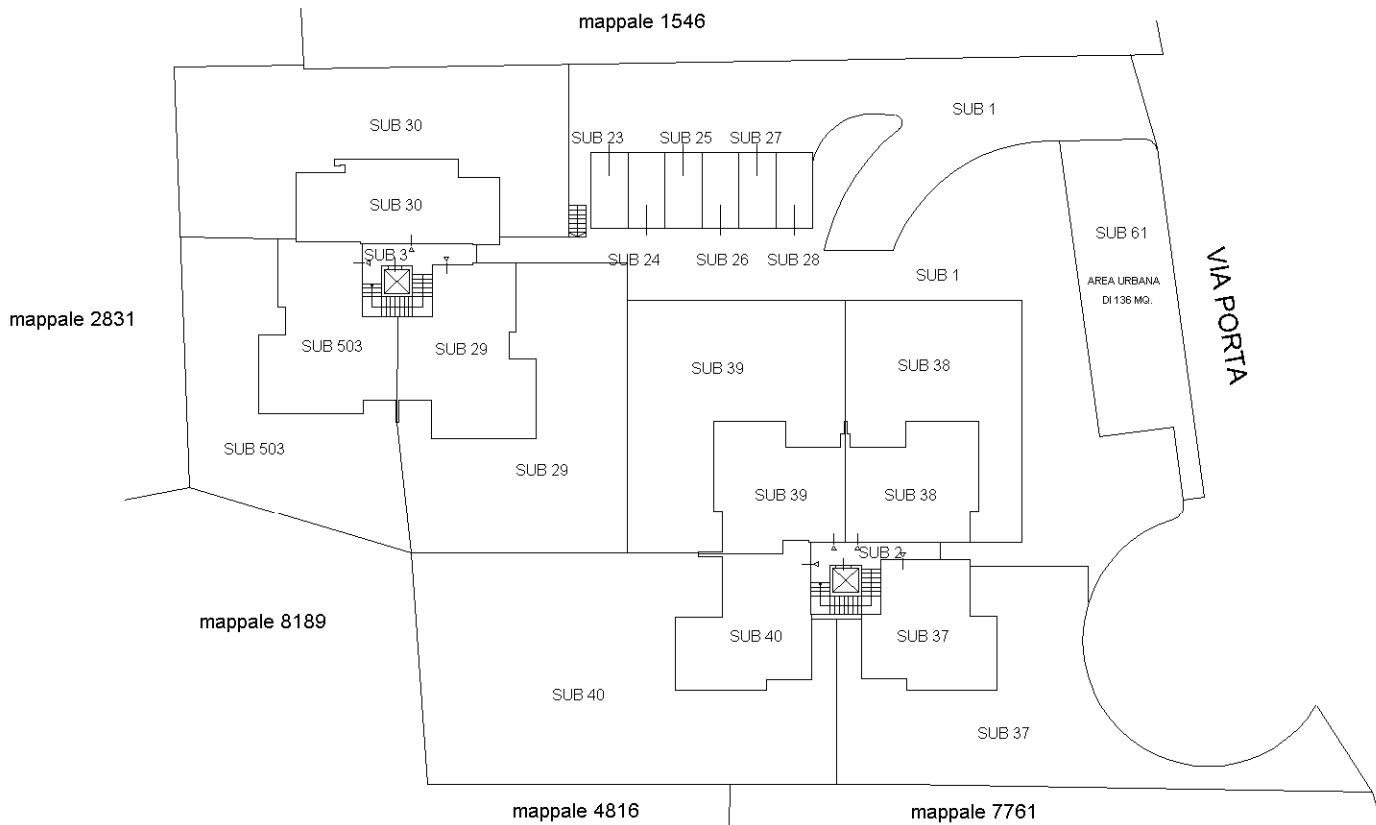 mappale 1546
SUB 1
SUB 30
SUB 23
SUB 25
SUB 27
SUB 30
SUB 61
SUB 3
SUB 24
SUB 26
SUB 28
SUB 1
AREA URBANA
DI 136 MQ.
VIA PORTA
mappale 2831
SUB 503
SUB 29
SUB 39
SUB 38
SUB 503
SUB 29
SUB 39
SUB 38
SUB 2
mappale 8189
SUB 40
SUB 37
SUB 40
SUB 37
mappale 4816
mappale 7761